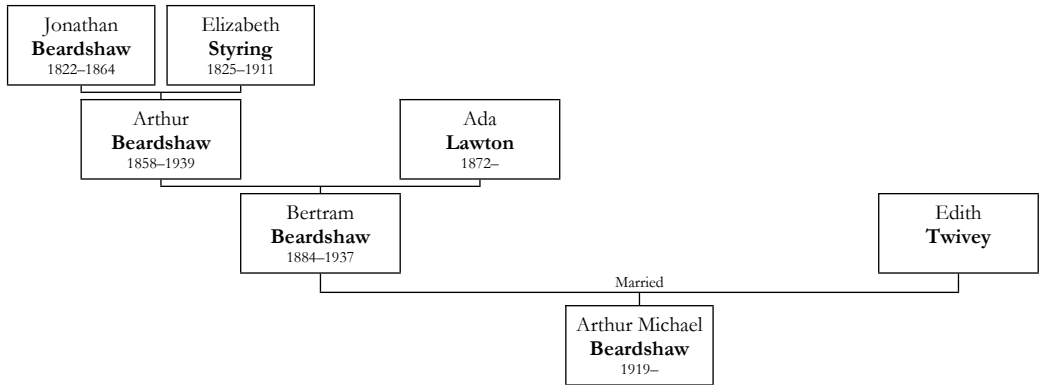 Jonathan
Beardshaw
1822–1864
Elizabeth
Styring
1825–1911
Arthur
Beardshaw
1858–1939
Ada
Lawton
1872–
Bertram
Beardshaw
1884–1937
Edith
Twivey
Married
Arthur Michael
Beardshaw
1919–